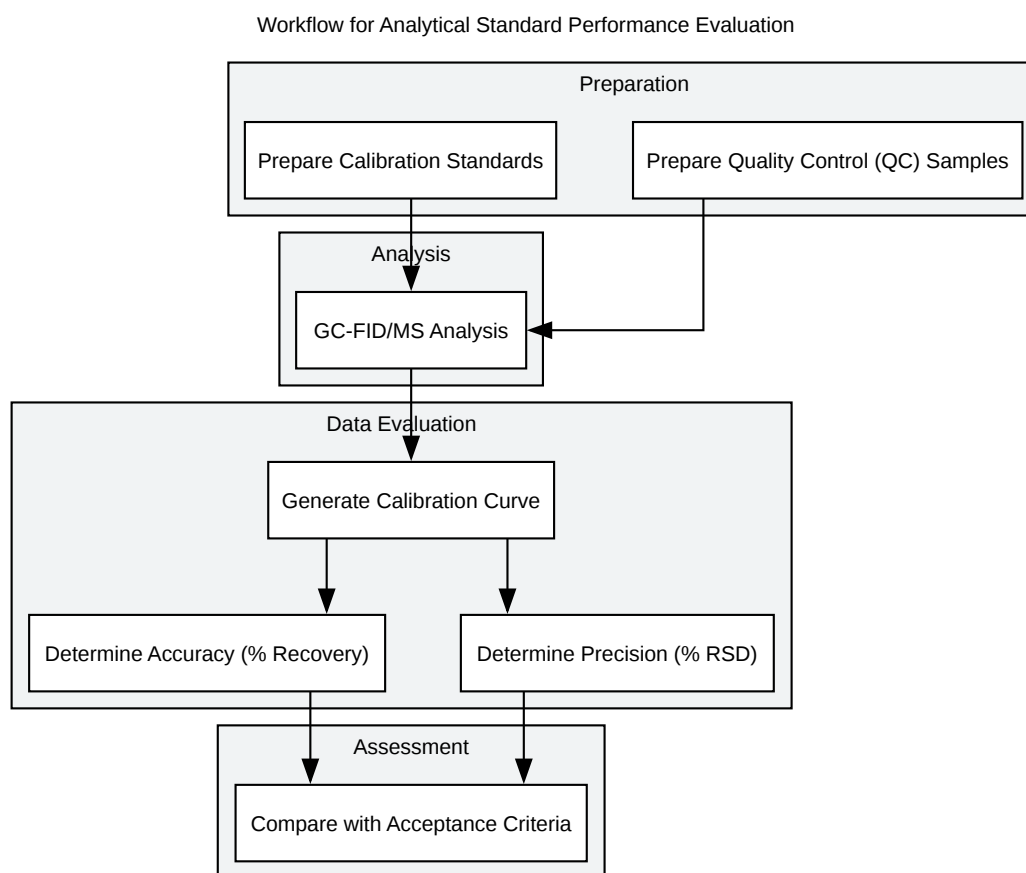 Workflow for Analytical Standard Performance Evaluation
Preparation
Prepare Calibration Standards
Prepare Quality Control (QC) Samples
Analysis
GC-FID/MS Analysis
Data Evaluation
Generate Calibration Curve
Determine Accuracy (% Recovery)
Determine Precision (% RSD)
Assessment
Compare with Acceptance Criteria